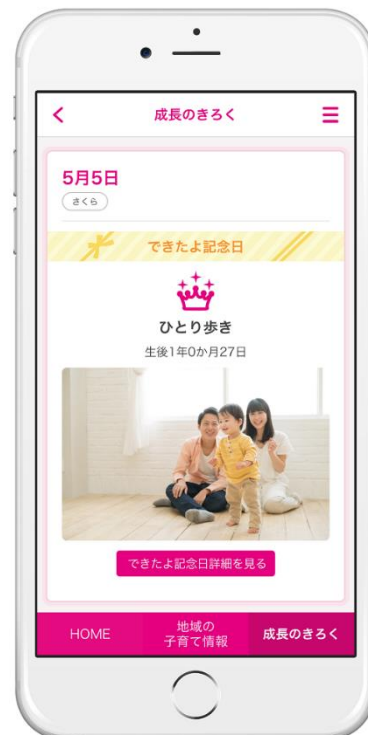 成長のきろく
5月5日
さくら
できたよ記念日
ひとり歩き
生後1年0か月27日
できたよ記念日詳細を見る
HOME
地域の
子育て情報
成長のきろく